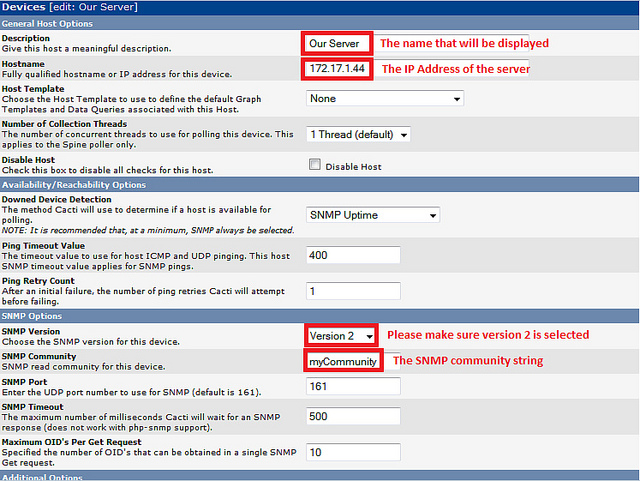 Devices [edit: Our Server]
General Host Options
Description
Give this host a meaningful description.
Our Server
The name that will be displayed
Hostname
Fully qualified hostname or IP address for this device.
172.17.1.44
The IP Address of the server
Host Template
Choose the Host Template to use to define the default Graph
Templates and Data Queries associated with this Host.
None
Number of Collection Threads
The number of concurrent threads to use for polling this device. This
applies to the Spine poller only.
1 Thread (default)
Disable Host
Check this box to disable all checks for this host.
Disable Host
Availability/Reachability Options
Downed Device Detection
The method Cacti will use to determine if a host is available for
polling.
NOTE: It is recommended that, at a minimum, SNMP always be selected.
SNMP Uptime
Ping Timeout Value
The timeout value to use for host ICMP and UDP pinging. This host
SNMP timeout value applies for SNMP pings.
400
Ping Retry Count
After an initial failure, the number of ping retries Cacti will attempt
before failing.
1
SNMP Options
SNMP Version
Choose the SNMP version for this device.
Version 2
Please make sure version 2 is selected
SNMP Community
SNMP read community for this device.
myCommunity
The SNMP community string
SNMP Port
Enter the UDP port number to use for SNMP (default is 161).
161
SNMP Timeout
The maximum number of milliseconds Cacti will wait for an SNMP
response (does not work with php-snmp support).
500
Maximum OID's Per Get Request
Specified the number of OID's that can be obtained in a single SNMP
Get request.
10
Additional Options